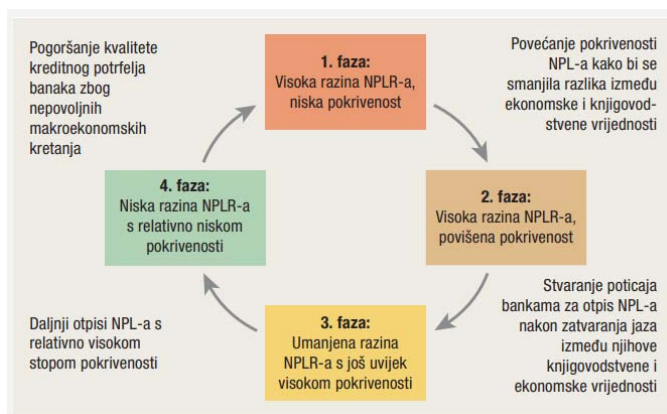 Pogoršanje kvalitete
kreditnog potrfelja
banaka zbog
nepovoljnih
makroekonomskih
kretanja
1. faza:
Visoka razina NPLR-a,
niska pokrivenost
Povećanje pokrivenosti
NPL-a kako bi se
smanjila razlika između
ekonomske i knjigovod-
stvene vrijednosti
4. faza:
Niska razina NPLR-a
s relativno niskom
pokrivenosti
2. faza:
Visoka razina NPLR-a,
povišena pokrivenost
Daljnji otpisi NPL-a s
relativno visokom
stopom pokrivenosti
3. faza:
Umanjena razina
NPLR-a s još uvijek
visokom pokrivenosti
Stvaranje poticaja
bankama za otpis NPL-a
nakon zatvaranja jaza
između njihove
knjigovodstvene i
ekonomske vrijednosti